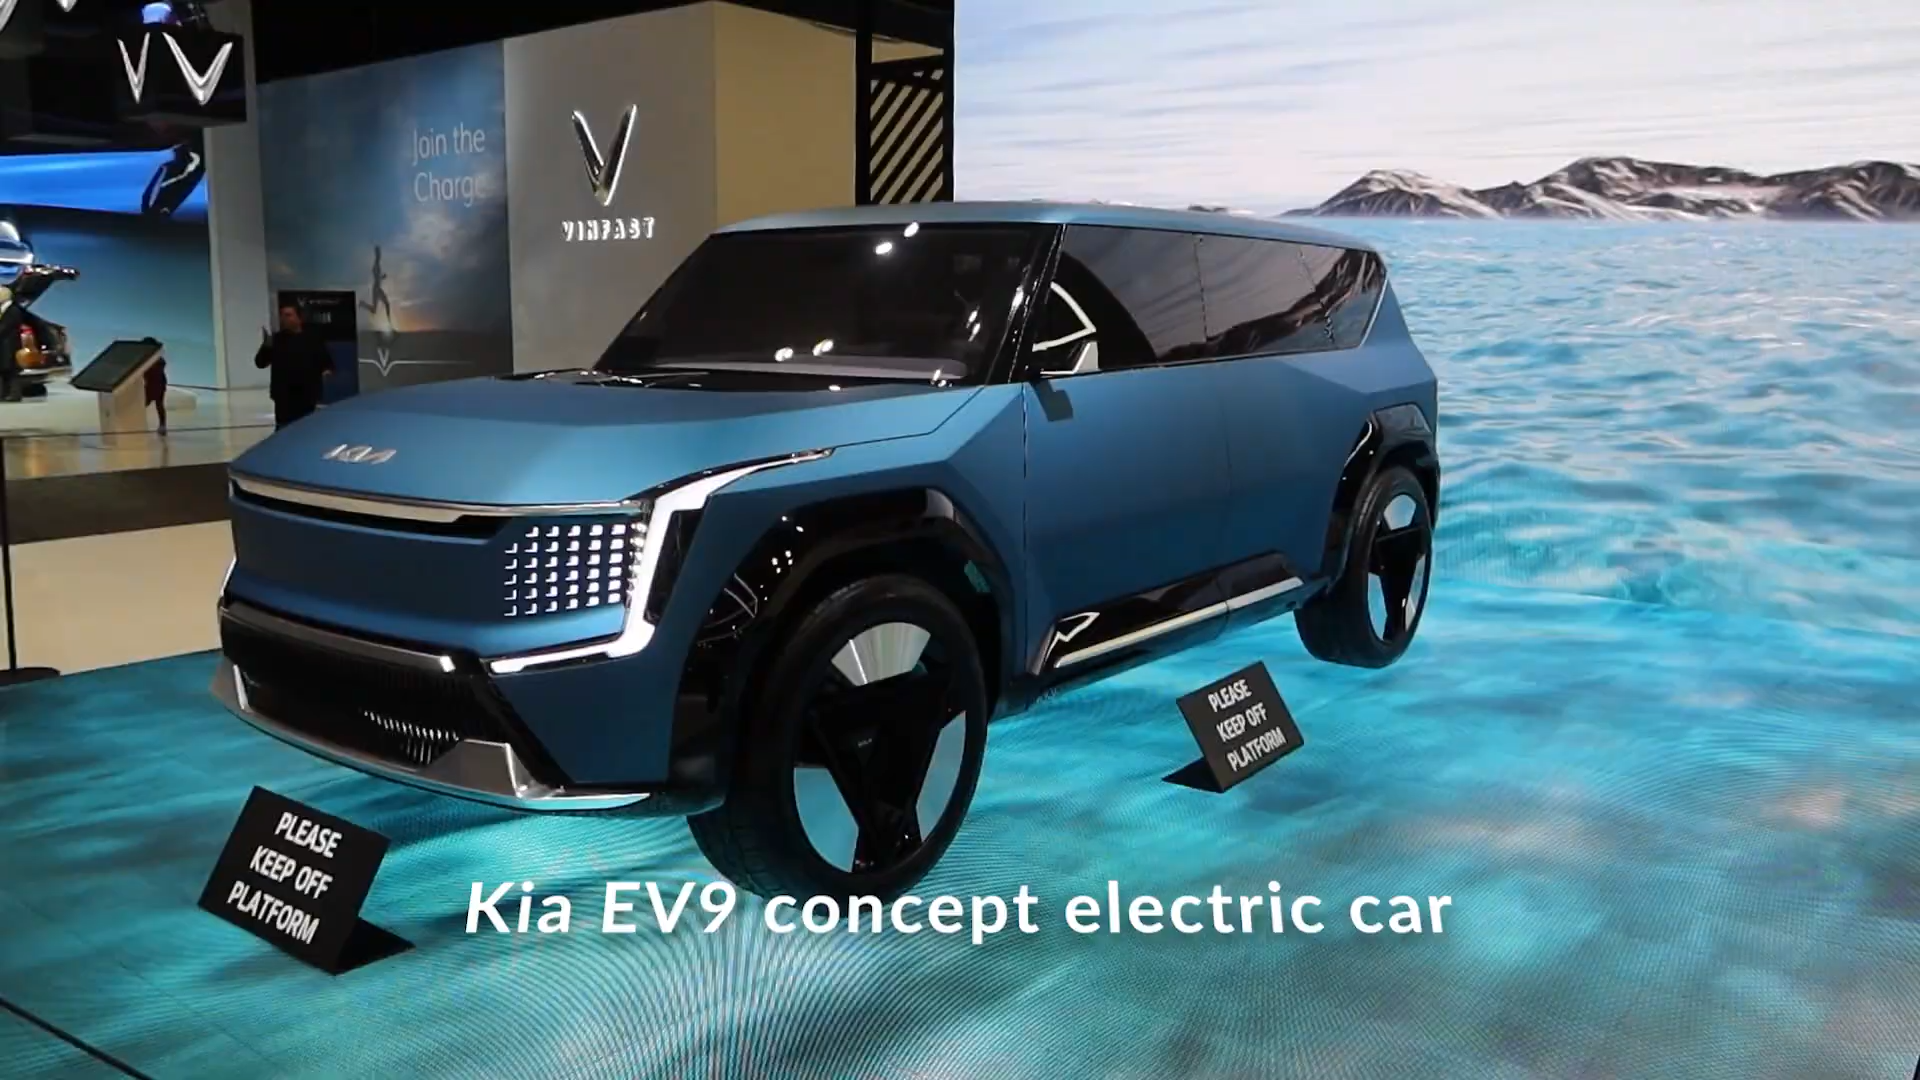 Join the
Charge
VINFAST
KIA
PLEASE
KEEP OFF
PLATFORM
PLEASE
KEEP OFF
PLATFORM
Kia EV9 concept electric car